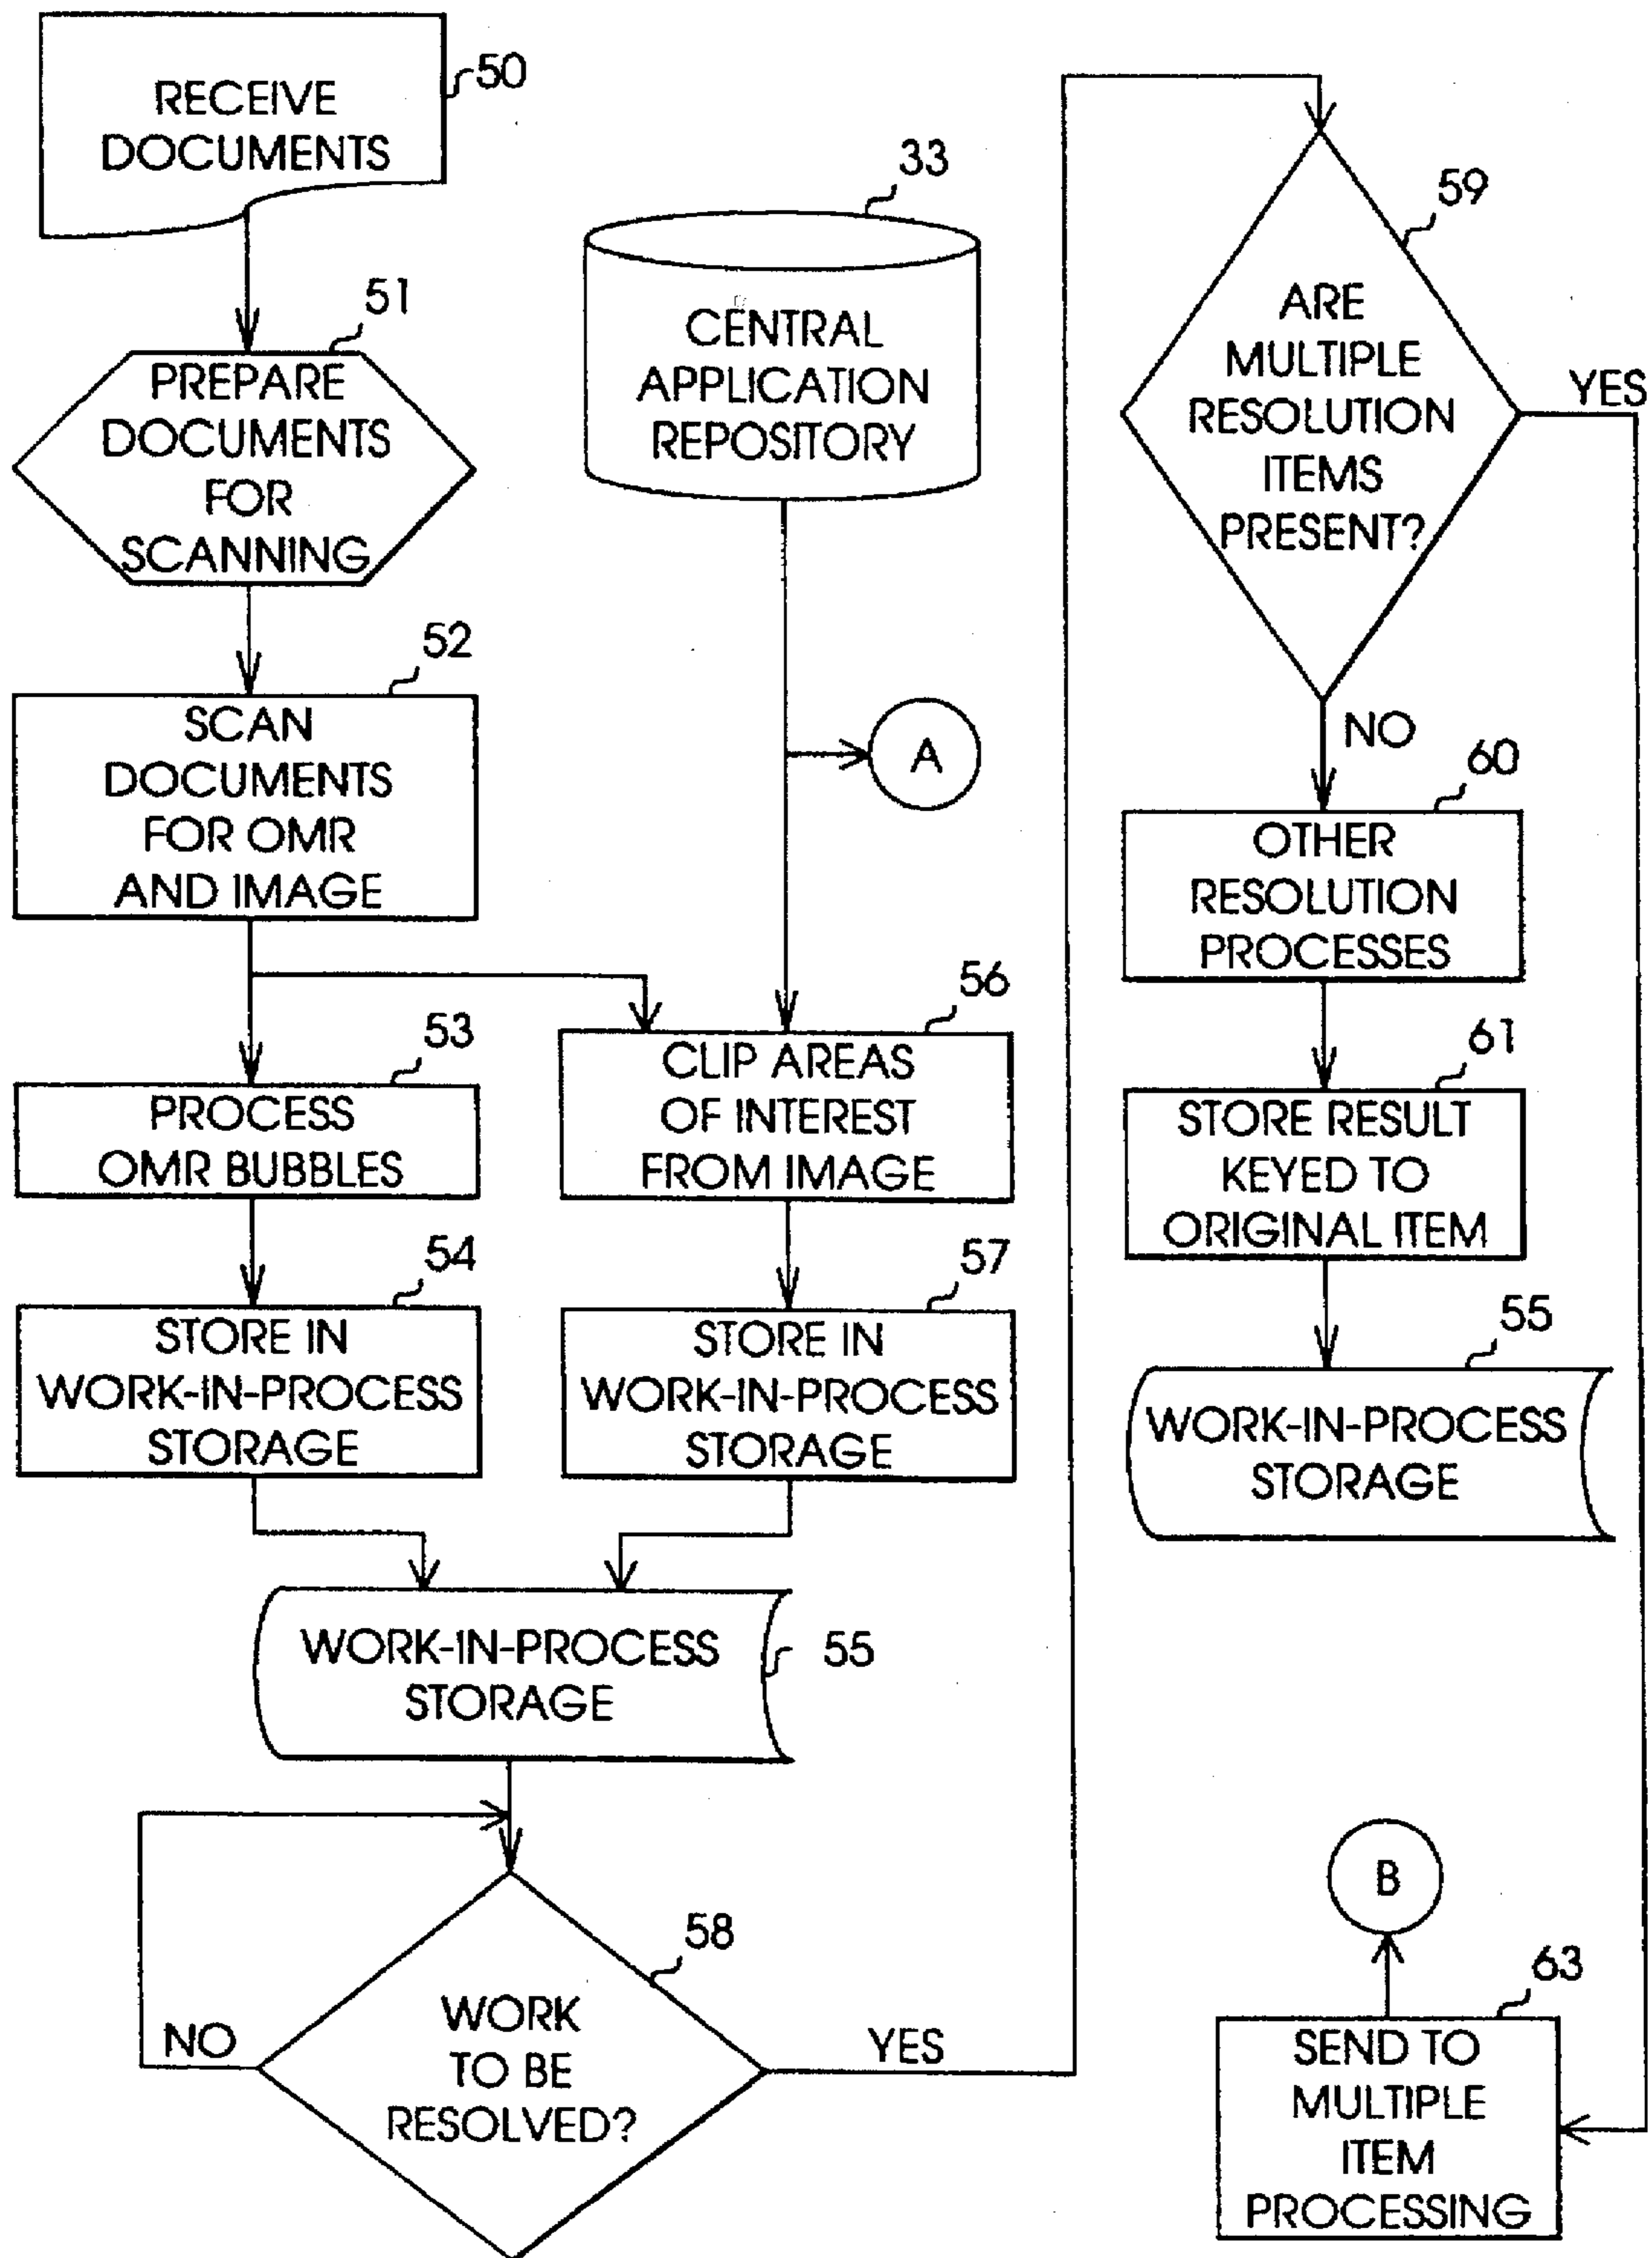 RECEIVE
DOCUMENTS
50
51
PREPARE
DOCUMENTS
FOR
SCANNING
52
SCAN
DOCUMENTS
FOR OMR
AND IMAGE
53
PROCESS
OMR BUBBLES
54
STORE IN
WORK-IN-PROCESS
STORAGE
33
CENTRAL
APPLICATION
REPOSITORY
A
56
CLIP AREAS
OF INTEREST
FROM IMAGE
57
STORE IN
WORK-IN-PROCESS
STORAGE
WORK-IN-PROCESS
STORAGE
55
58
WORK
TO BE
RESOLVED?
NO
YES
59
ARE
MULTIPLE
RESOLUTION
ITEMS
PRESENT?
YES
NO
60
OTHER
RESOLUTION
PROCESSES
61
STORE RESULT
KEYED TO
ORIGINAL ITEM
55
WORK-IN-PROCESS
STORAGE
B
63
SEND TO
MULTIPLE
ITEM
PROCESSING